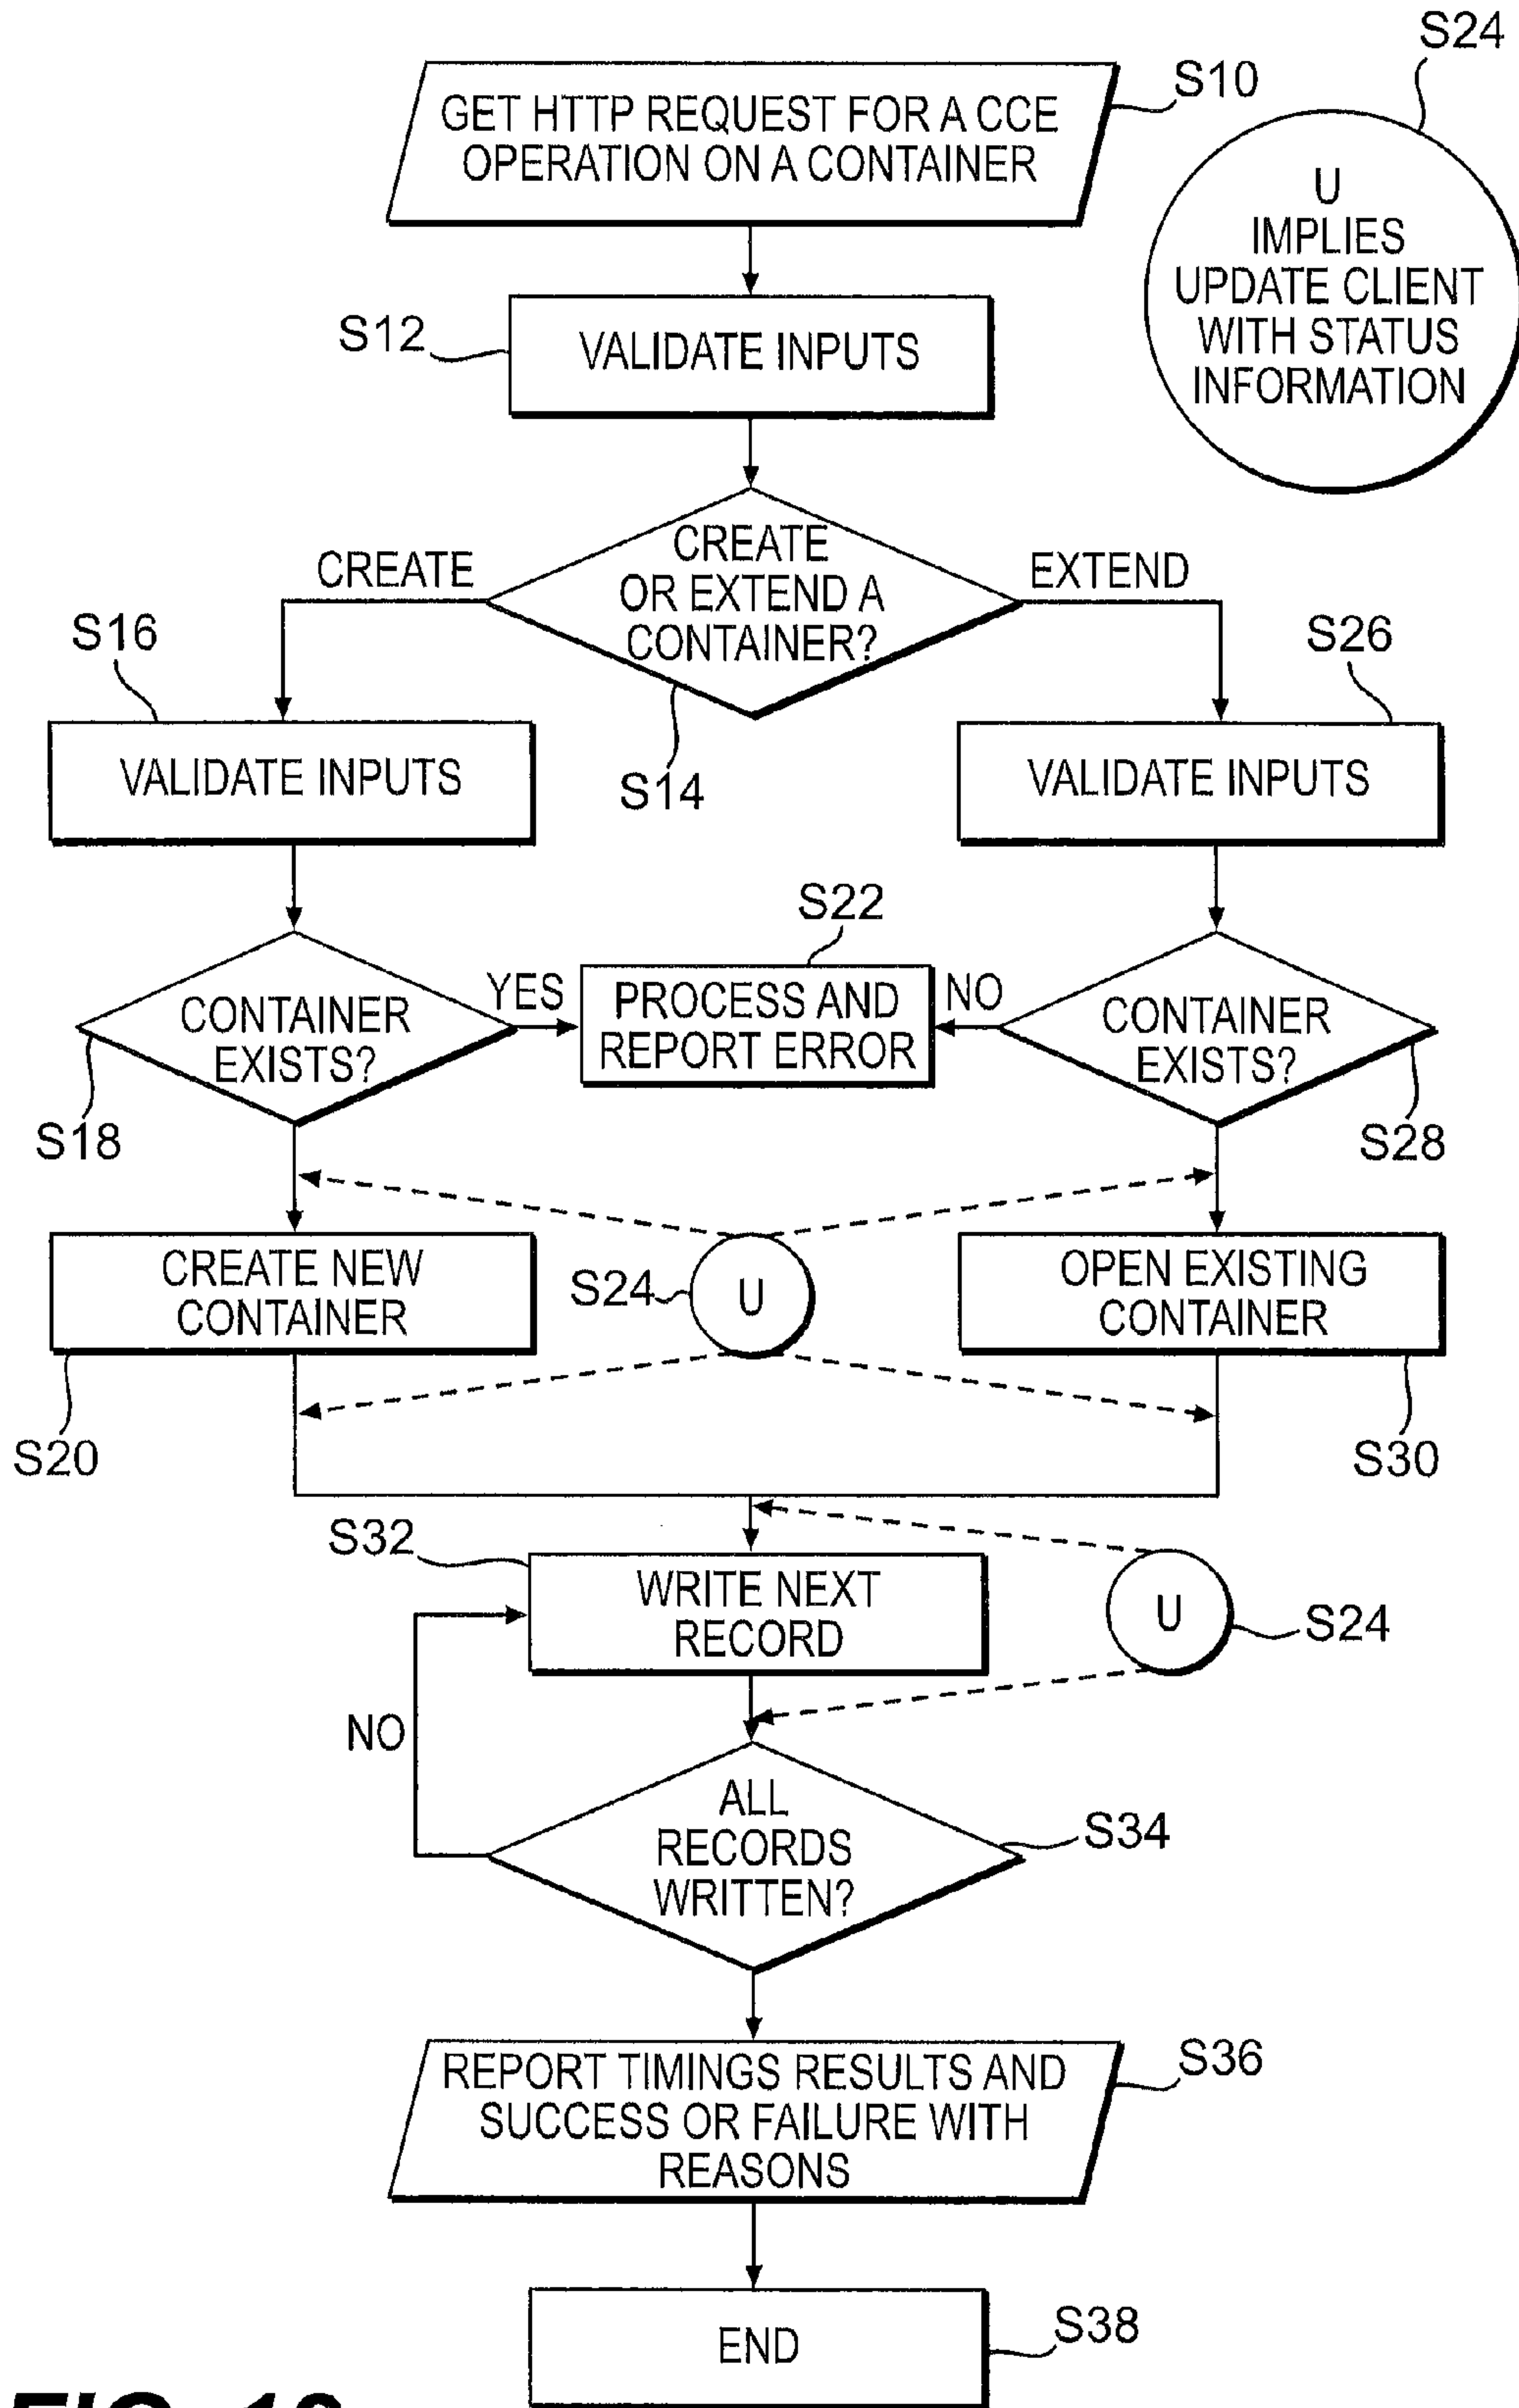 S24
S10
GET HTTP REQUEST FOR A CCE
OPERATION ON A CONTAINER
U
IMPLIES
UPDATE CLIENT
WITH STATUS
INFORMATION
S12
VALIDATE INPUTS
CREATE
OR EXTEND A
CONTAINER?
CREATE
EXTEND
S14
S16
VALIDATE INPUTS
S26
VALIDATE INPUTS
S22
CONTAINER
EXISTS?
YES
PROCESS AND
REPORT ERROR
NO
CONTAINER
EXISTS?
S18
S28
CREATE NEW
CONTAINER
S24
U
OPEN EXISTING
CONTAINER
S20
S30
S32
WRITE NEXT
RECORD
U
S24
NO
ALL
RECORDS
WRITTEN?
S34
REPORT TIMINGS RESULTS AND
SUCCESS OR FAILURE WITH
REASONS
S36
END
S38